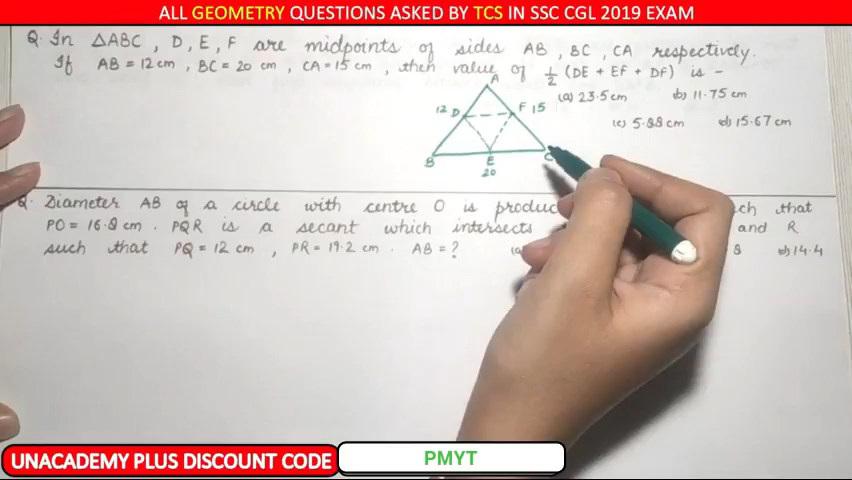 ALL GEOMETRY QUESTIONS ASKED BY TCS IN SSC CGL 2019 EXAM
Q. In △ABC, D, E, F are midpoints of sides AB, BC, CA respectively.
If AB = 12 cm, BC = 20 cm, CA = 15 cm, then value of 1/2 (DE + EF + DF) is -
(a) 23.5 cm b) 11.75 cm
(c) 5.88 cm d) 15.67 cm
A
12 D F 15
B E C
20
Q. Diameter AB of a circle with centre O is produc ch that
PO = 16.8 cm. PQR is a secant which intersects and R
such that PQ = 12 cm, PR = 19.2 cm. AB = ? d) 14.4
UNACADEMY PLUS DISCOUNT CODE PMYT